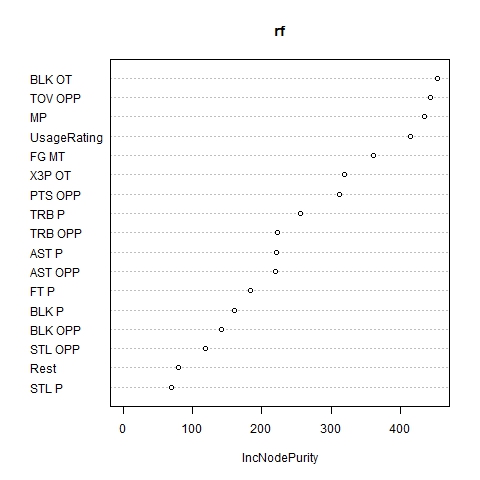 rf
BLK OT
TOV OPP
MP
UsageRating
FG MT
X3P OT
PTS OPP
TRB P
TRB OPP
AST P
AST OPP
FT P
BLK P
BLK OPP
STL OPP
Rest
STL P
0 100 200 300 400
IncNodePurity